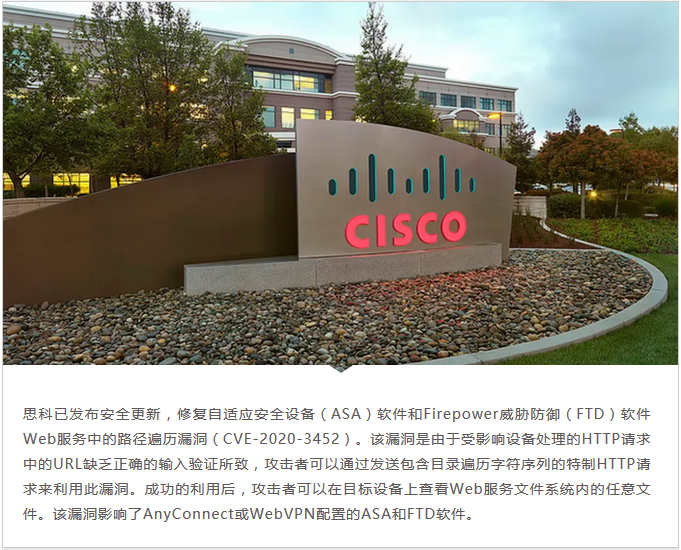 CISCO
思科已发布安全更新，修复自适应安全设备（ASA）软件和Firepower威胁防御（FTD）软件
Web服务中的路径遍历漏洞（CVE-2020-3452）。该漏洞是由于受影响设备处理的HTTP请求
中的URL缺乏正确的输入验证所致，攻击者可以通过发送包含目录遍历字符序列的特制HTTP请
求来利用此漏洞。成功的利用后，攻击者可以在目标设备上查看Web服务文件系统内的任意文
件。该漏洞影响了AnyConnect或WebVPN配置的ASA和FTD软件。